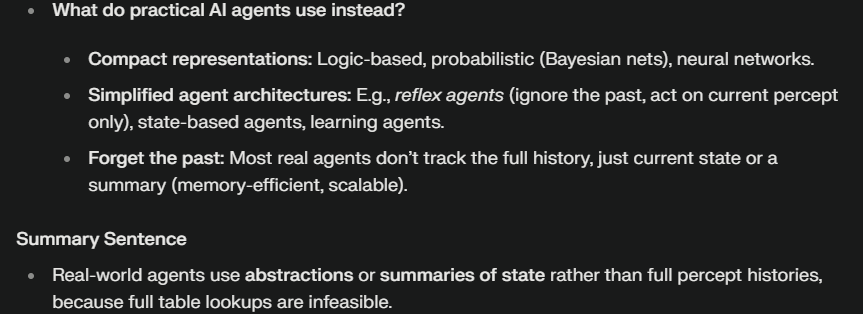 • What do practical AI agents use instead?
• Compact representations: Logic-based, probabilistic (Bayesian nets), neural networks.
• Simplified agent architectures: E.g., reflex agents (ignore the past, act on current percept
only), state-based agents, learning agents.
• Forget the past: Most real agents don’t track the full history, just current state or a
summary (memory-efficient, scalable).
Summary Sentence
• Real-world agents use abstractions or summaries of state rather than full percept histories,
because full table lookups are infeasible.